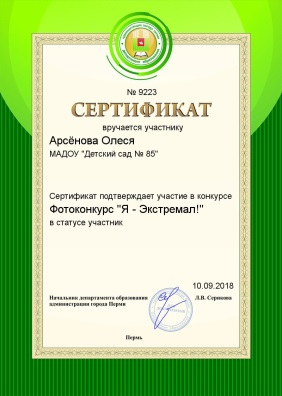 № 9223
СЕРТИФИКАТ
вручается участнику
Арсёнова Олеся
МАДОУ "Детский сад № 85"
Сертификат подтверждает участие в конкурсе
Фотоконкурс "Я - Экстремал!"
в статусе участник
10.09.2018
Начальник департамента образования
администрации города Перми
Л.В. Серикова
Пермь